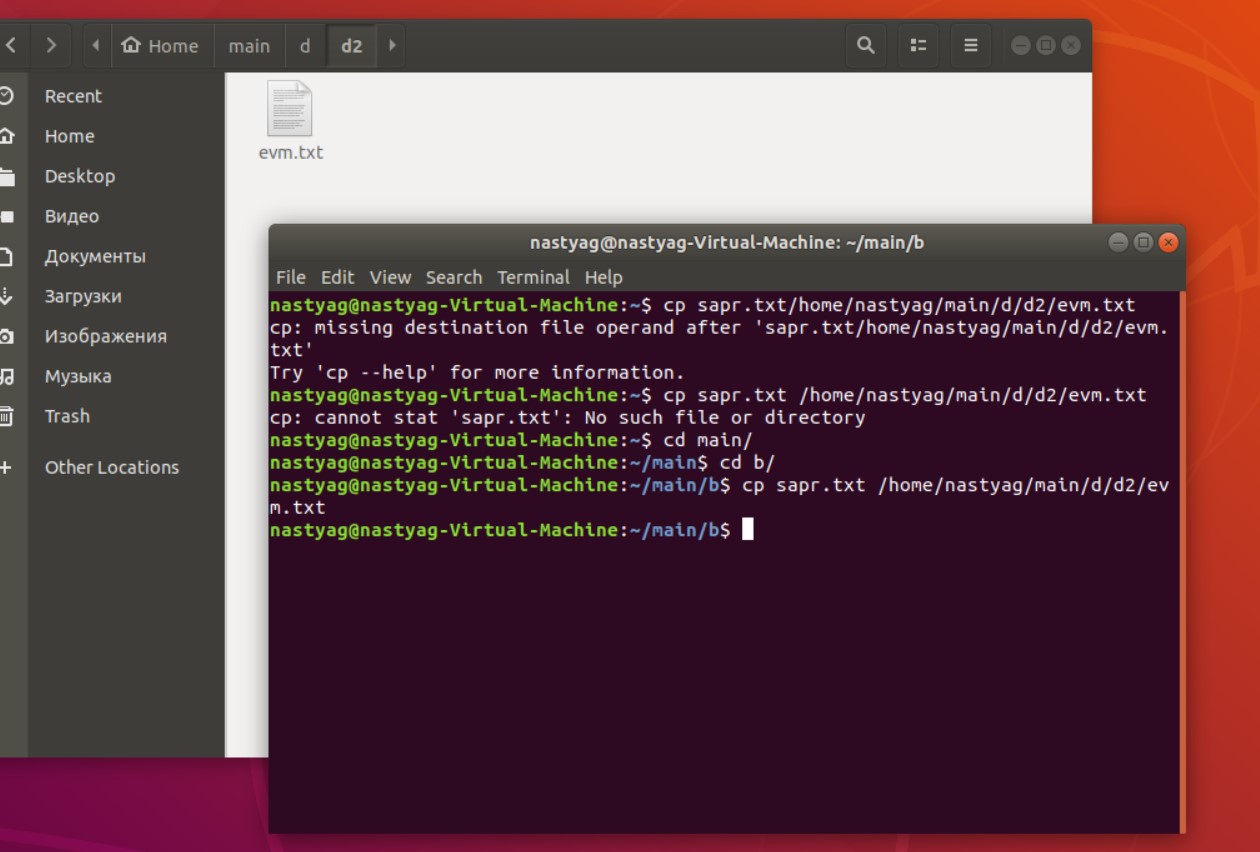 Home main d d2
Recent
Home
Desktop
Видео
Документы
Загрузки
Изображения
Музыка
Trash
Other Locations
evm.txt
nastyag@nastyag-Virtual-Machine: ~/main/b
File Edit View Search Terminal Help
nastyag@nastyag-Virtual-Machine:~$ cp sapr.txt/home/nastyag/main/d/d2/evm.txt
cp: missing destination file operand after 'sapr.txt/home/nastyag/main/d/d2/evm.
txt'
Try 'cp --help' for more information.
nastyag@nastyag-Virtual-Machine:~$ cp sapr.txt /home/nastyag/main/d/d2/evm.txt
cp: cannot stat 'sapr.txt': No such file or directory
nastyag@nastyag-Virtual-Machine:~$ cd main/
nastyag@nastyag-Virtual-Machine:~/main$ cd b/
nastyag@nastyag-Virtual-Machine:~/main/b$ cp sapr.txt /home/nastyag/main/d/d2/ev
m.txt
nastyag@nastyag-Virtual-Machine:~/main/b$